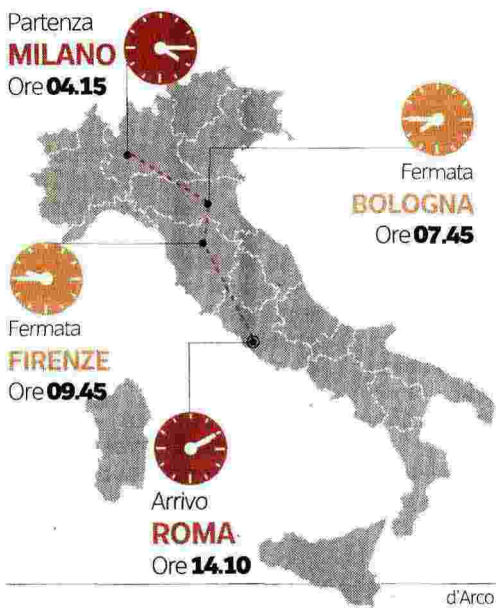 Partenza
MILANO
Ore 04.15
Fermata
BOLOGNA
Ore 07.45
Fermata
FIRENZE
Ore 09.45
Arrivo
ROMA
Ore 14.10
d'Arco